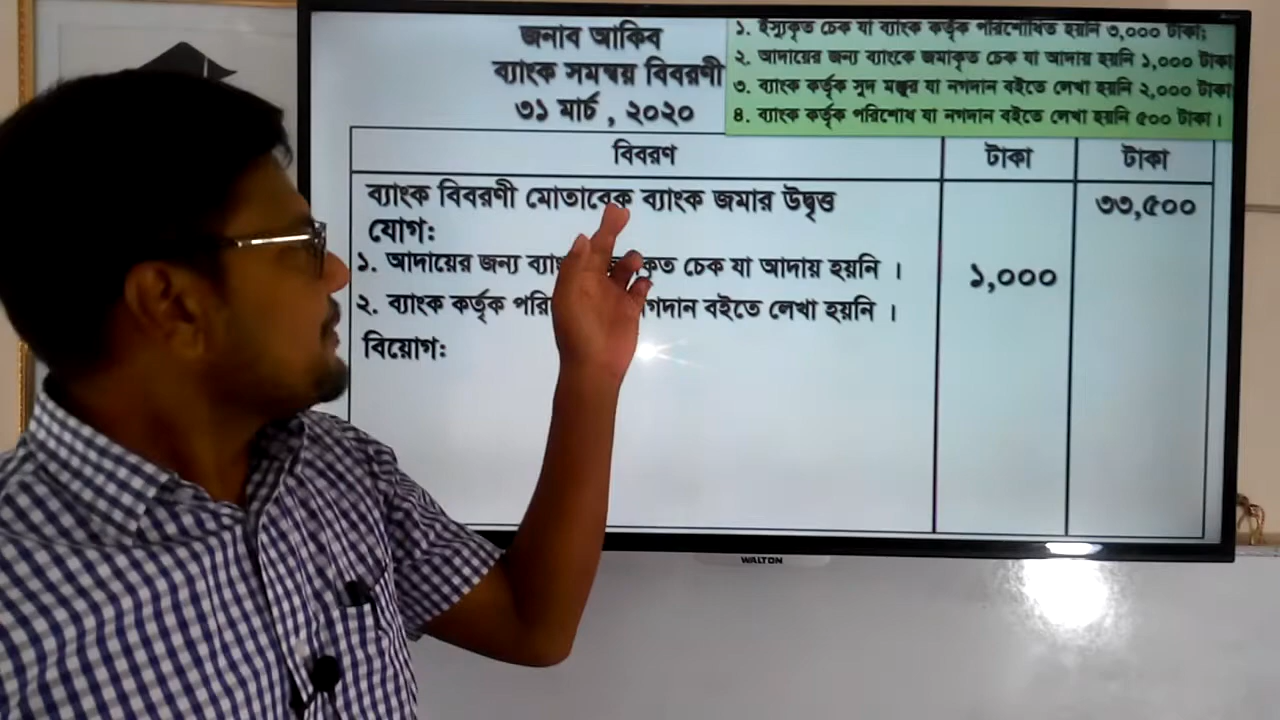 জনাব আকিব
ব্যাংক সমন্বয় বিবরণী
৩১ মার্চ , ২০২০
১. ইস্যুকৃত চেক যা ব্যাংক কর্তৃক পরিশোধিত হয়নি ৩,০০০ টাকা;
২. আদায়ের জন্য ব্যাংকে জমাকৃত চেক যা আদায় হয়নি ১,০০০ টাকা
৩. ব্যাংক কর্তৃক সুদ মঞ্জুর যা নগদান বইতে লেখা হয়নি ২,০০০ টাকা
৪. ব্যাংক কর্তৃক পরিশোধ যা নগদান বইতে লেখা হয়নি ৫০০ টাকা।
বিবরণ টাকা টাকা
ব্যাংক বিবরণী মোতাবেক ব্যাংক জমার উদ্বৃত্ত ৩৩,৫০০
যোগঃ
১. আদায়ের জন্য চেক যা আদায় হয়নি । ১,০০০
২. ব্যাংক কর্তৃক বইতে লেখা হয়নি ।
বিয়োগঃ
WALTON